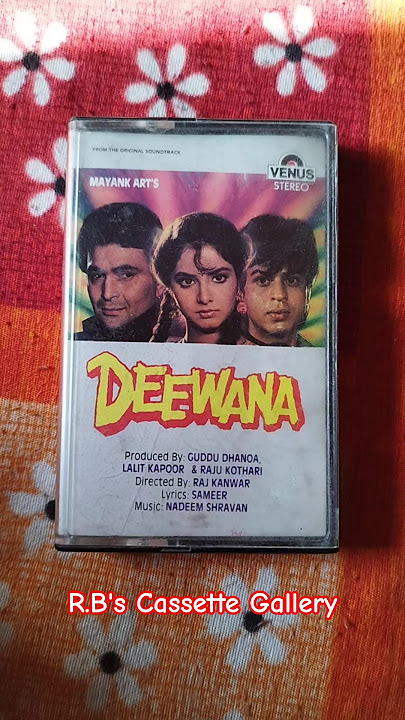 FROM THE ORIGINAL SOUNDTRACK
VENUS
STEREO
MAYANK ART'S
DEEWANA
Produced By: GUDDU DHANOA,
LALIT KAPOOR & RAJU KOTHARI
Directed By: RAJ KANWAR
Lyrics: SAMEER
Music: NADEEM SHRAVAN
R.B's Cassette Gallery